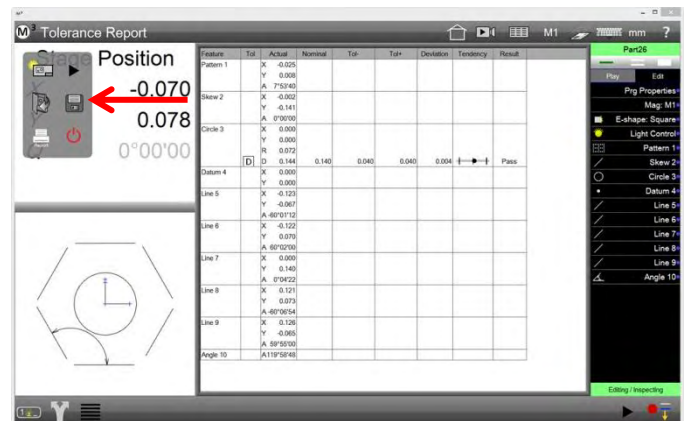 M³ Tolerance Report M1 mm ?
Stage Position
X -0.070
0.078
0°00'00
Feature Tol Actual Nominal Tol- Tol+ Deviation Tendency Result
Pattern 1 X -0.025
Y 0.008
A 7°53'40
Skew 2 X -0.002
Y -0.141
A 0°00'00
Circle 3 X 0.000
Y 0.000
R 0.072
D D 0.144 0.140 0.040 0.040 0.004 Pass
Datum 4 X 0.000
Y 0.000
Line 5 X -0.123
Y -0.067
A -60°01'12
Line 6 X -0.122
Y 0.070
A 60°02'00
Line 7 X 0.000
Y 0.140
A 0°04'22
Line 8 X 0.121
Y 0.073
A -60°06'54
Line 9 X 0.126
Y -0.065
A 59°55'00
Angle 10 A 119°58'48
Part26
Play Edit
Prg Properties
Mag: M1
E-shape: Square
Light Control
Pattern 1
Skew 2
Circle 3
Datum 4
Line 5
Line 6
Line 7
Line 8
Line 9
Angle 10
Editing / Inspecting